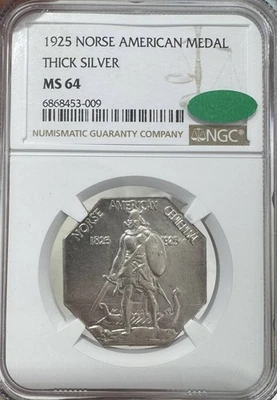 1925 NORSE AMERICAN MEDAL
THICK SILVER
MS 64
6868453-009
NUMISMATIC GUARANTY COMPANY
NGC
NORSE AMERICAN CENTENNIAL
1825 1925